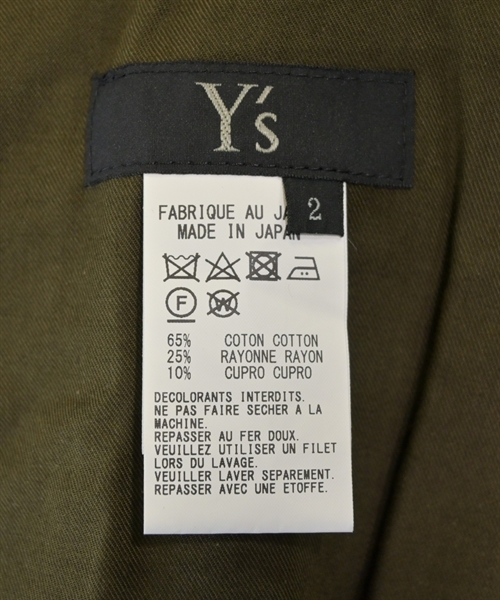 Y's
2
FABRIQUE AU JA
MADE IN JAPAN
F
W
65% COTON COTTON
25% RAYONNE RAYON
10% CUPRO CUPRO
DECOLORANTS INTERDITS.
NE PAS FAIRE SECHER A LA
MACHINE.
REPASSER AU FER DOUX.
VEUILLEZ UTILISER UN FILET
LORS DU LAVAGE.
VEUILLER LAVER SEPAREMENT.
REPASSER AVEC UNE ETOFFE.